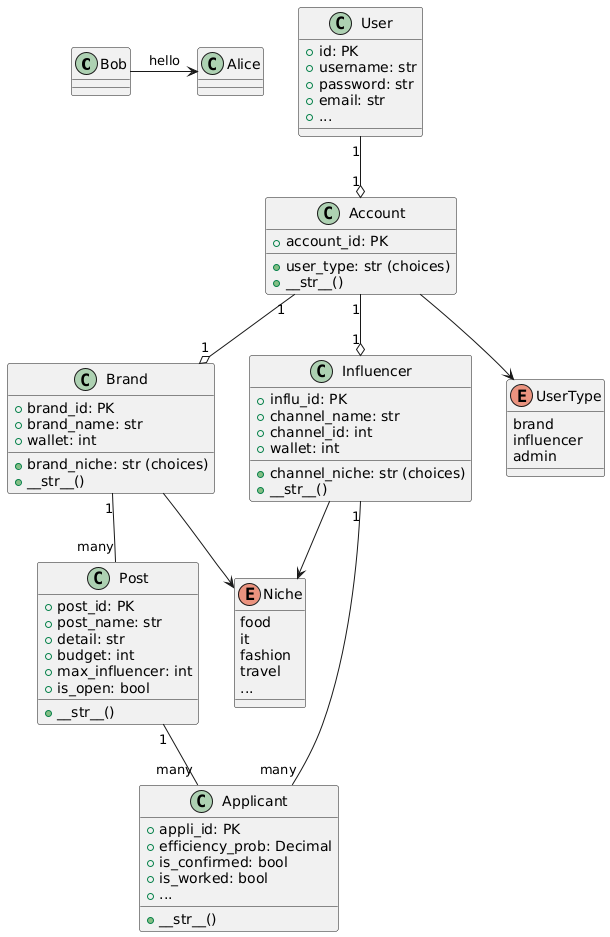 C User
+ id: PK
+ username: str
+ password: str
+ email: str
+ ...
C Bob
hello
C Alice
1
1
C Account
+ account_id: PK
+ user_type: str (choices)
+ __str__()
1
1
1
1
C Brand
+ brand_id: PK
+ brand_name: str
+ wallet: int
+ brand_niche: str (choices)
+ __str__()
C Influencer
+ influ_id: PK
+ channel_name: str
+ channel_id: int
+ wallet: int
+ channel_niche: str (choices)
+ __str__()
E UserType
brand
influencer
admin
1
many
1
C Post
+ post_id: PK
+ post_name: str
+ detail: str
+ budget: int
+ max_influencer: int
+ is_open: bool
+ __str__()
E Niche
food
it
fashion
travel
...
1
many
many
C Applicant
+ appli_id: PK
+ efficiency_prob: Decimal
+ is_confirmed: bool
+ is_worked: bool
+ ...
+ __str__()